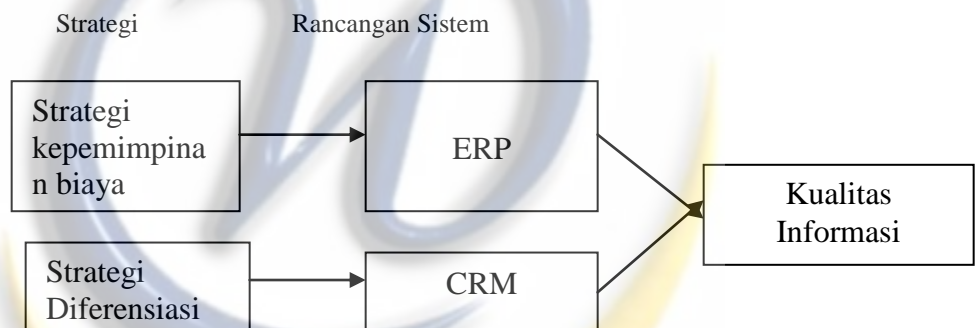 Strategi Rancangan Sistem
Strategi
kepemimpina
n biaya
ERP
Kualitas
Informasi
Strategi
Diferensiasi
CRM